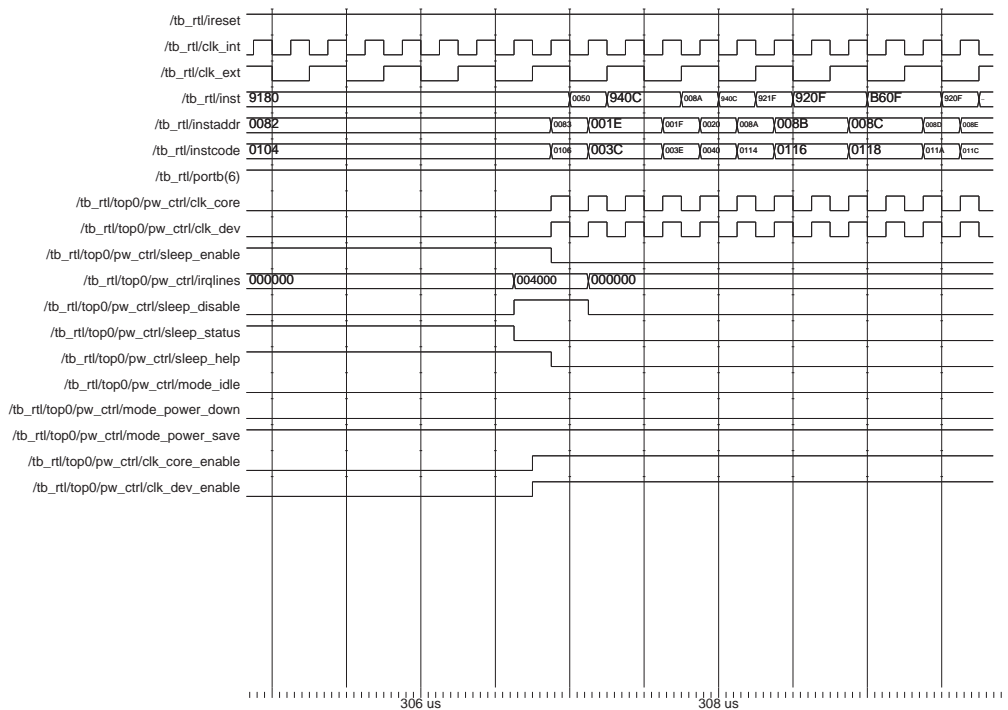 /tb_rtl/ireset
/tb_rtl/clk_int
/tb_rtl/clk_ext
/tb_rtl/inst 9180 0050 940C 008A 940C 921F 920F B60F 920F
/tb_rtl/instaddr 0082 0083 001E 001F 0020 008A 008B 008C 008D 008E
/tb_rtl/instcode 0104 0106 003C 003E 0040 0114 0116 0118 011A 011C
/tb_rtl/portb(6)
/tb_rtl/top0/pw_ctrl/clk_core
/tb_rtl/top0/pw_ctrl/clk_dev
/tb_rtl/top0/pw_ctrl/sleep_enable
/tb_rtl/top0/pw_ctrl/irqlines 000000 004000 000000
/tb_rtl/top0/pw_ctrl/sleep_disable
/tb_rtl/top0/pw_ctrl/sleep_status
/tb_rtl/top0/pw_ctrl/sleep_help
/tb_rtl/top0/pw_ctrl/mode_idle
/tb_rtl/top0/pw_ctrl/mode_power_down
/tb_rtl/top0/pw_ctrl/mode_power_save
/tb_rtl/top0/pw_ctrl/clk_core_enable
/tb_rtl/top0/pw_ctrl/clk_dev_enable
306 us 308 us